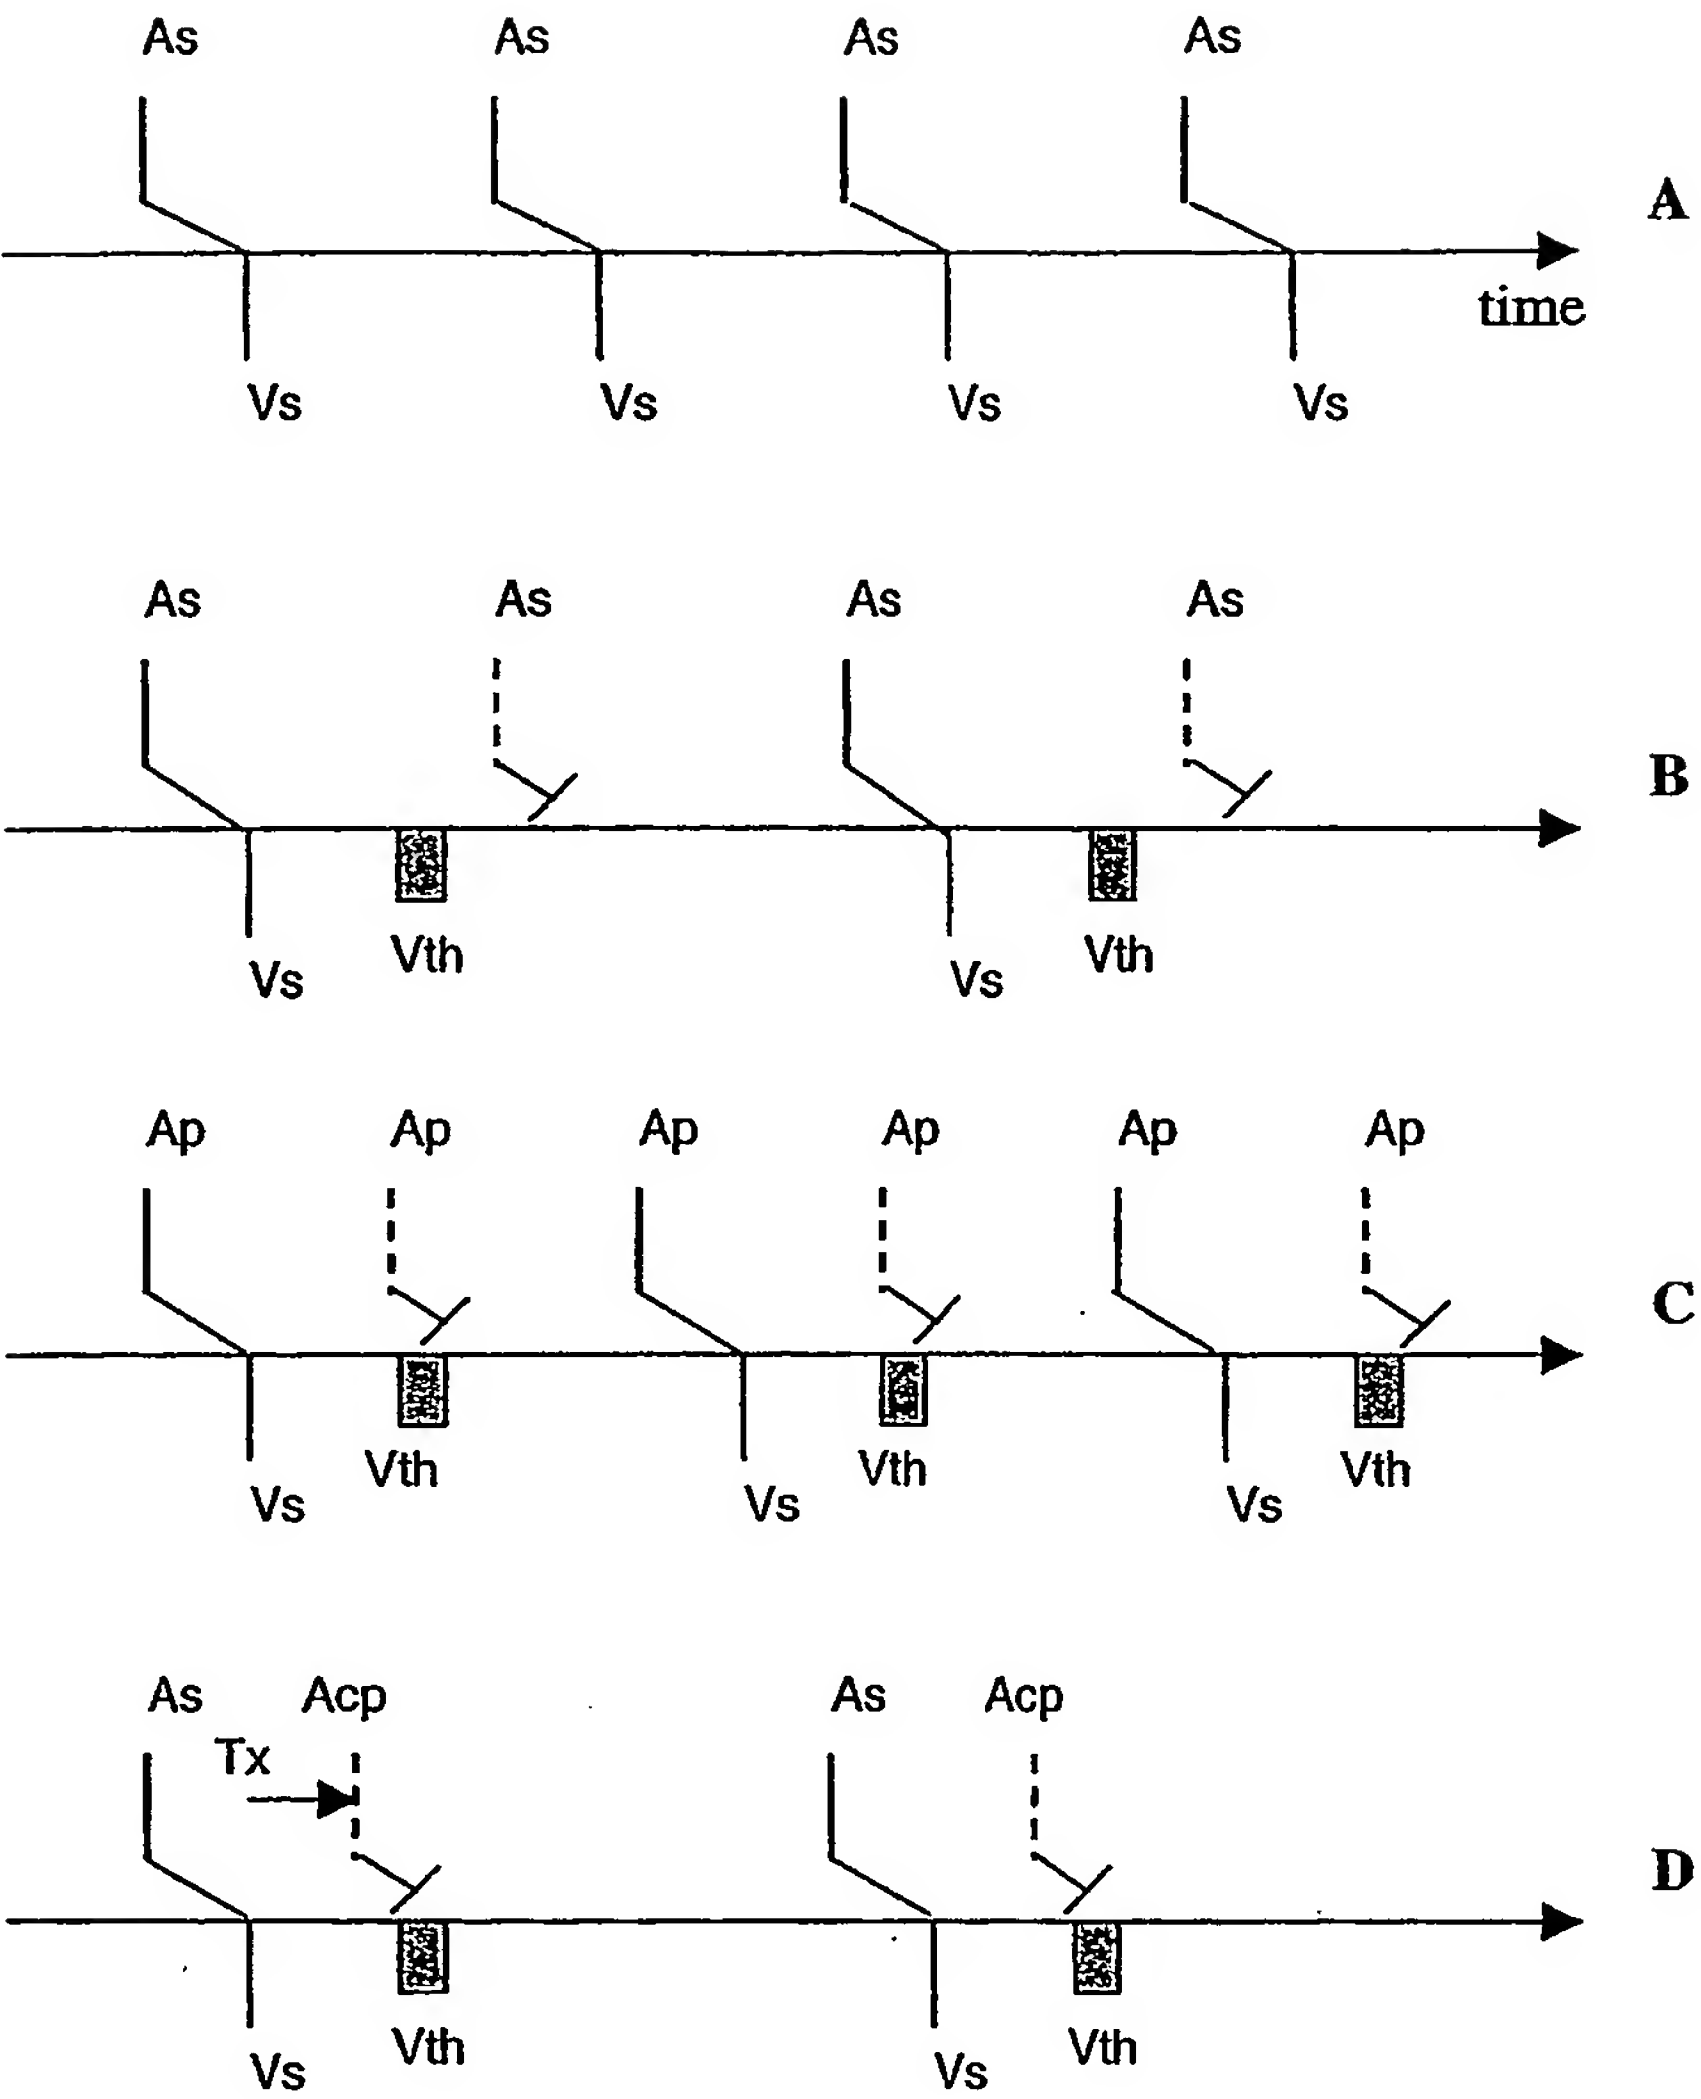 As As As As
A
time
Vs Vs Vs Vs
As As As As
B
Vth Vth
Vs Vs
Ap Ap Ap Ap Ap Ap
C
Vth Vth Vth
Vs Vs Vs
As Acp As Acp
Tx
D
Vth Vth
Vs Vs